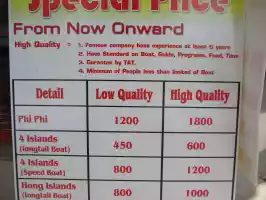 Special Price
From Now Onward
High Quality = 1. Famous company have experience at least 5 years
2. Have Standard on Boat, Guide, Programs, Food, Time
3. Guarantee by TAT.
4. Minimum of People less than limited of Boat
Detail Low Quality High Quality
Phi Phi 1200 1800
4 Islands (longtail Boat) 450 600
4 Islands (Speed Boat) 800 1200
Hong Islands (longtail Boat) 800 1000